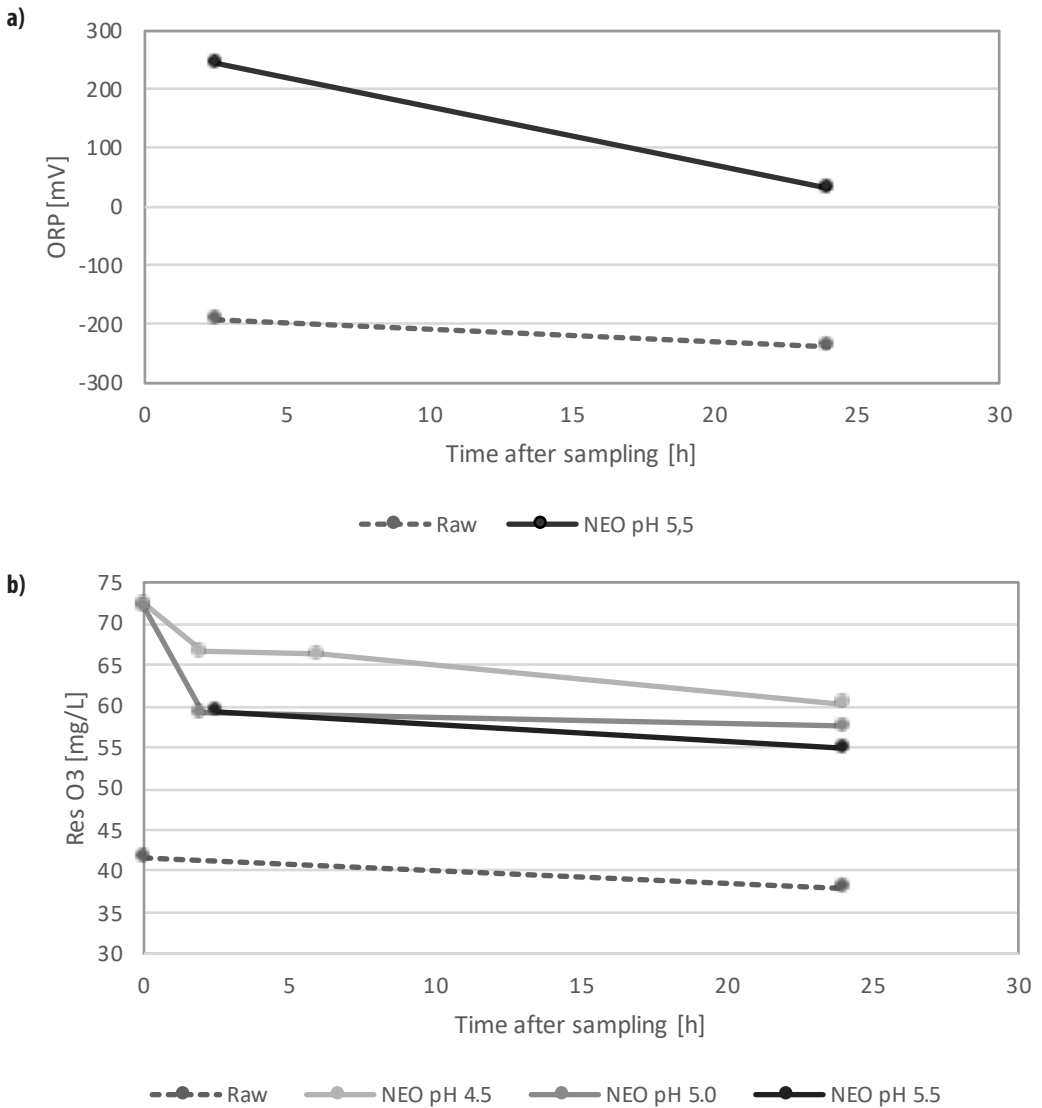 a)
300
200
100
0
-100
-200
-300
ORP [mV]
0 5 10 15 20 25 30
Time after sampling [h]
Raw NEO pH 5,5
b)
75
70
65
60
55
50
45
40
35
30
Res O3 [mg/L]
0 5 10 15 20 25 30
Time after sampling [h]
Raw NEO pH 4.5 NEO pH 5.0 NEO pH 5.5